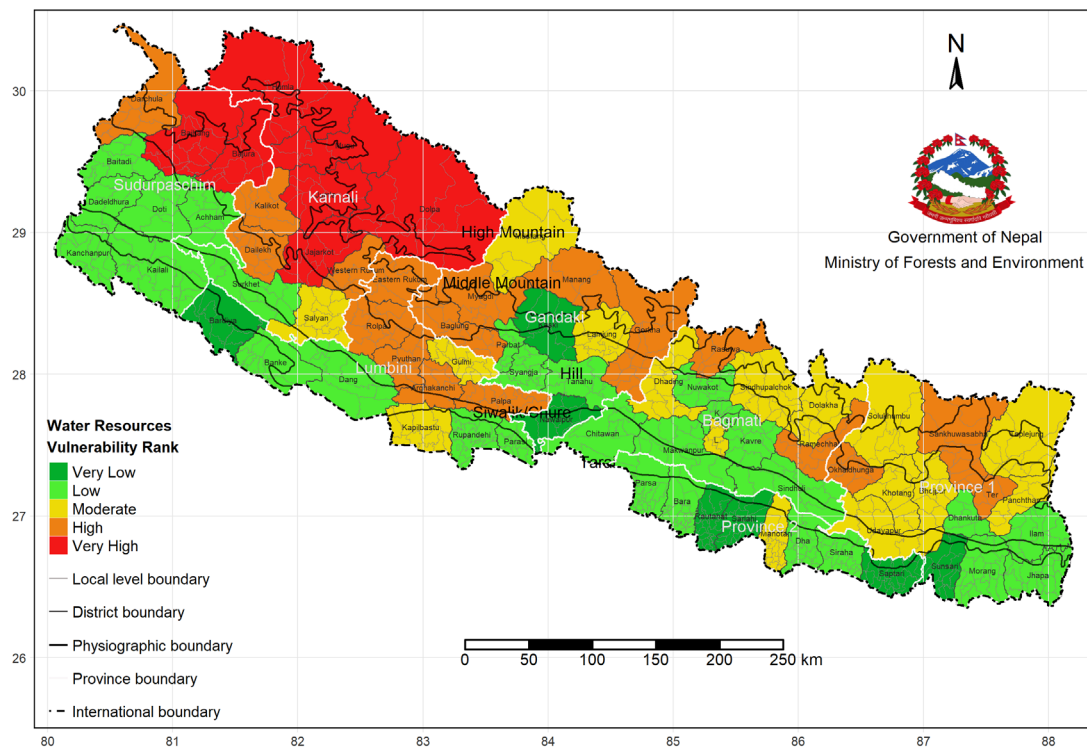 N
Government of Nepal
Ministry of Forests and Environment
30
29
28
27
26
80
81
82
83
84
85
86
87
88
Darchula
Humla
Bajhang
Bajura
Mugu
Baitadi
Sudurpaschim
Karnali
Dadeldhura
Doti
Achham
Kalikot
Dolpa
High Mountain
Kanchanpur
Kailali
Dailekh
Jajarkot
Western Rukum
Eastern Rukum
Middle Mountain
Myagdi
Manang
Surkhet
Bardiya
Salyan
Rolpa
Baglung
Parbat
Gandaki
Kaski
Lamjung
Gorkha
Rasuwa
Banke
Dang
Pyuthan
Gulmi
Lumbini
Syangja
Hill
Tanahu
Dhading
Nuwakot
Sindhupalchok
Dolakha
Solukhumbu
Sankhuwasabha
Taplejung
Arghakhanchi
Palpa
Kapilbastu
Siwalik/Chure
Nawalpur
Rupandehi
Parasi
Chitawan
Bagmati
K
L
Kavre
Ramechhap
Makwanpur
Okhaldhunga
Tarai
Parsa
Bara
Sindhuli
Province 1
Khotang
Ter
Panchthar
Rautahat
Sarlahi
Province 2
Mahottari
Dha
Siraha
Udayapur
Dhankuta
Ilam
Saptari
Sunsari
Morang
Jhapa
Water Resources
Vulnerability Rank
Very Low
Low
Moderate
High
Very High
Local level boundary
District boundary
Physiographic boundary
Province boundary
International boundary
0 50 100 150 200 250 km